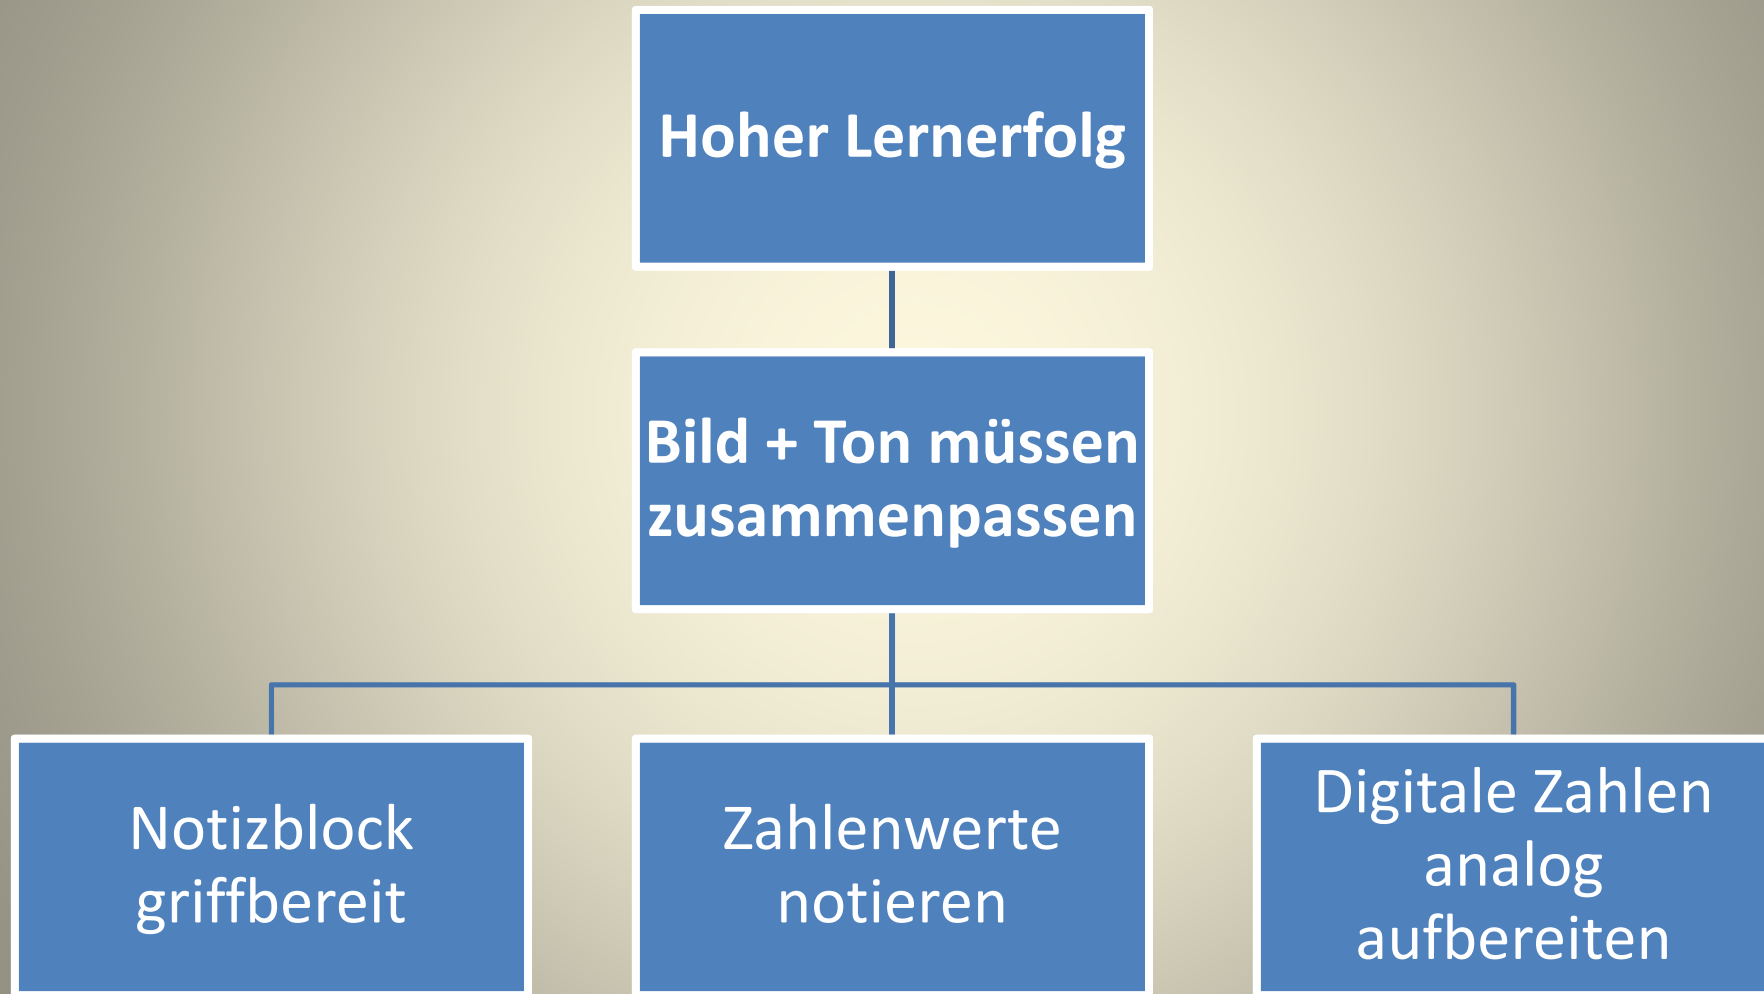 Hoher Lernerfolg
Bild + Ton müssen
zusammenpassen
Notizblock
griffbereit
Zahlenwerte
notieren
Digitale Zahlen
analog
aufbereiten